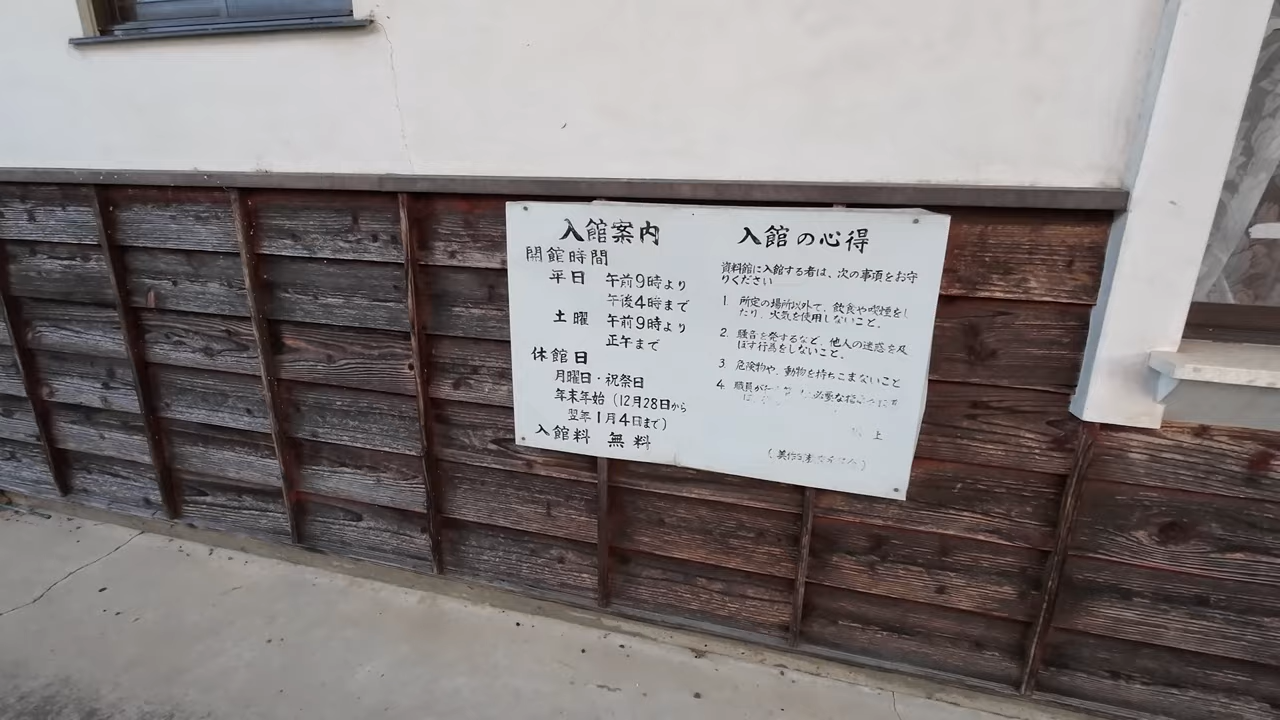 入館案内
開館時間
平日 午前9時より
午後4時まで
土曜 午前9時より
正午まで
休館日
月曜日・祝祭日
年末年始(12月28日から
翌年1月4日まで)
入館料 無料
入館の心得
資料館に入館する者は、次の事項をお守
りください
1. 所定の場所以外で、飲食や喫煙をし
たり、火気を使用しないこと。
2. 騒音を発するなど、他人の迷惑を及
ぼす行為をしないこと。
3. 危険物や、動物を持ちこまないこと
4. 職員が 必要な
上